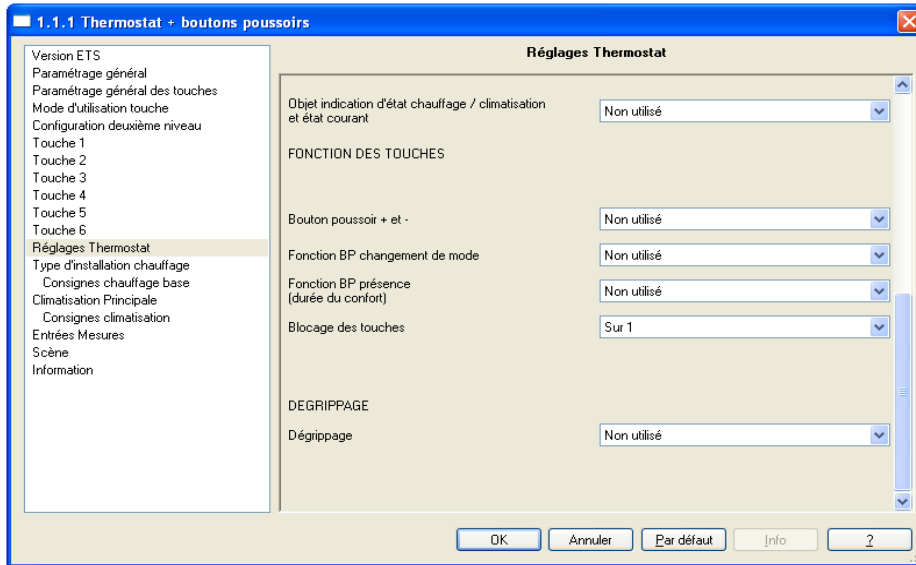 1.1.1 Thermostat + boutons poussoirs
Version ETS
Paramétrage général
Paramétrage général des touches
Mode d'utilisation touche
Configuration deuxième niveau
Touche 1
Touche 2
Touche 3
Touche 4
Touche 5
Touche 6
Réglages Thermostat
Type d'installation chauffage
Consignes chauffage base
Climatisation Principale
Consignes climatisation
Entrées Mesures
Scène
Information
Réglages Thermostat
Objet indication d'état chauffage / climatisation
et état courant
Non utilisé
FONCTION DES TOUCHES
Bouton poussoir + et -
Non utilisé
Fonction BP changement de mode
Non utilisé
Fonction BP présence
(durée du confort)
Non utilisé
Blocage des touches
Sur 1
DEGRIPPAGE
Dégrippage
Non utilisé
OK
Annuler
Par défaut
Info
?